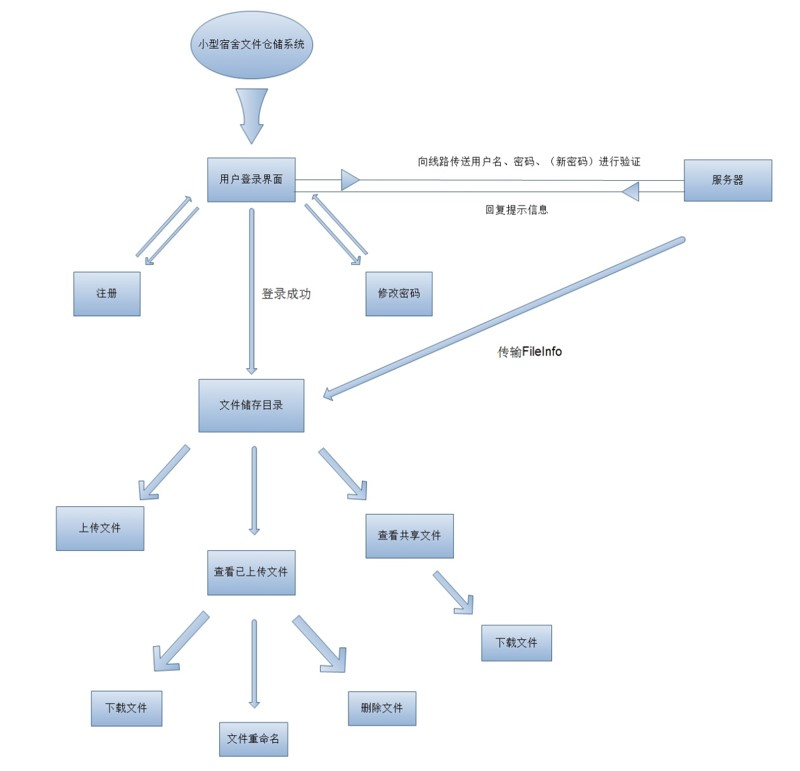 小型宿舍文件仓储系统
向线路传送用户名、密码、（新密码）进行验证
用户登录界面
服务器
回复提示信息
注册
登录成功
修改密码
传输FileInfo
文件储存目录
上传文件
查看共享文件
查看已上传文件
下载文件
下载文件
删除文件
文件重命名